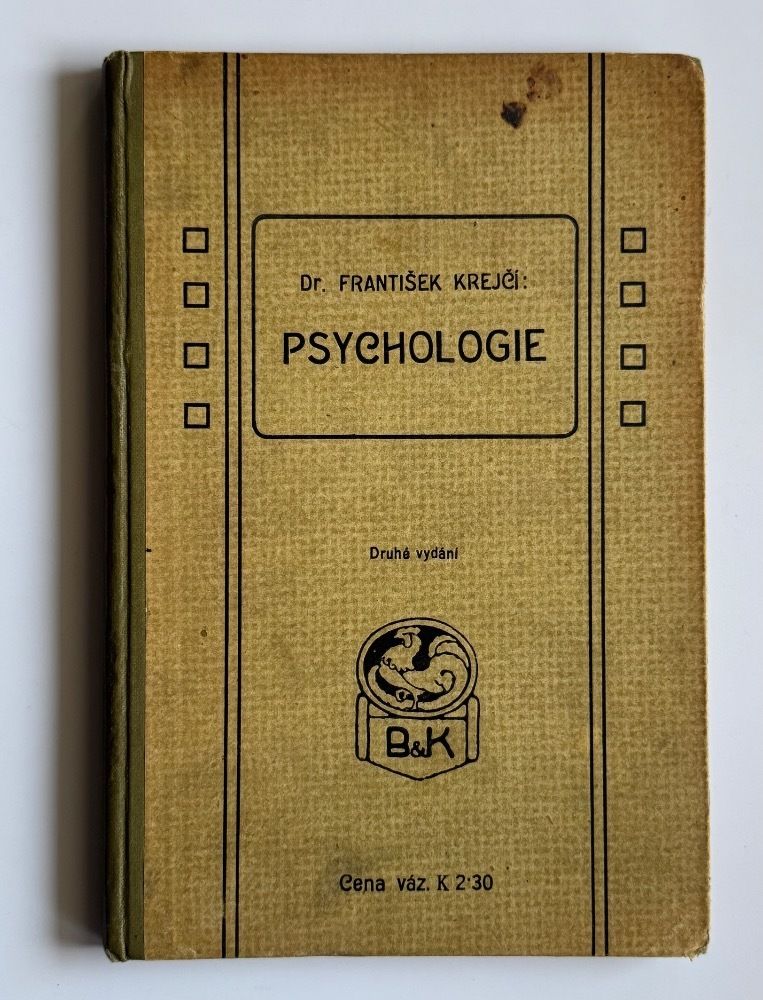 Dr. FRANTIŠEK KREJČÍ:
PSYCHOLOGIE
Druhé vydání
B&K
Cena váz. K 2·30